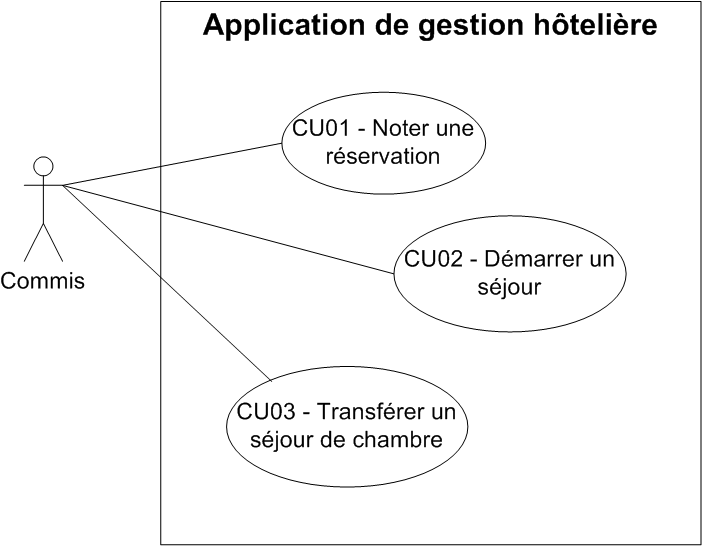 Application de gestion hôtelière
CU01 - Noter une
réservation
Commis
CU02 - Démarrer un
séjour
CU03 - Transférer un
séjour de chambre